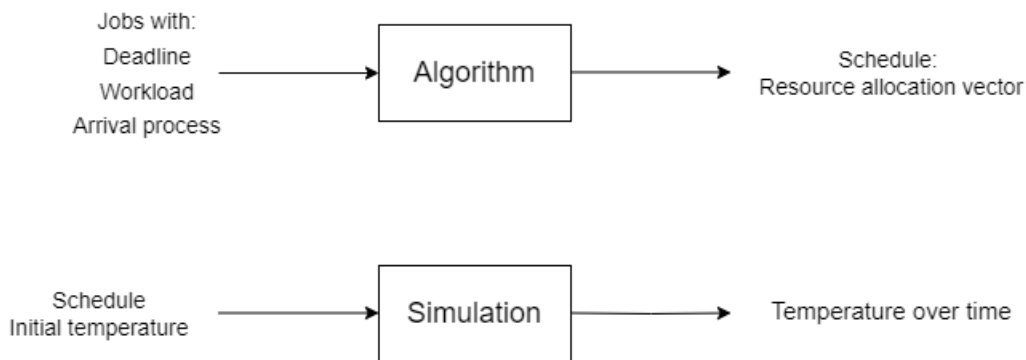 Jobs with:
Deadline
Workload
Arrival process
Algorithm
Schedule:
Resource allocation vector
Schedule
Initial temperature
Simulation
Temperature over time